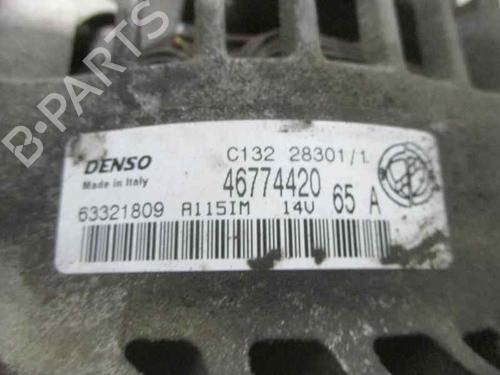 B-PARTS
DENSO
Made in Italy
C132 28301/1
46774420
63321809 A115IM 14V 65 A